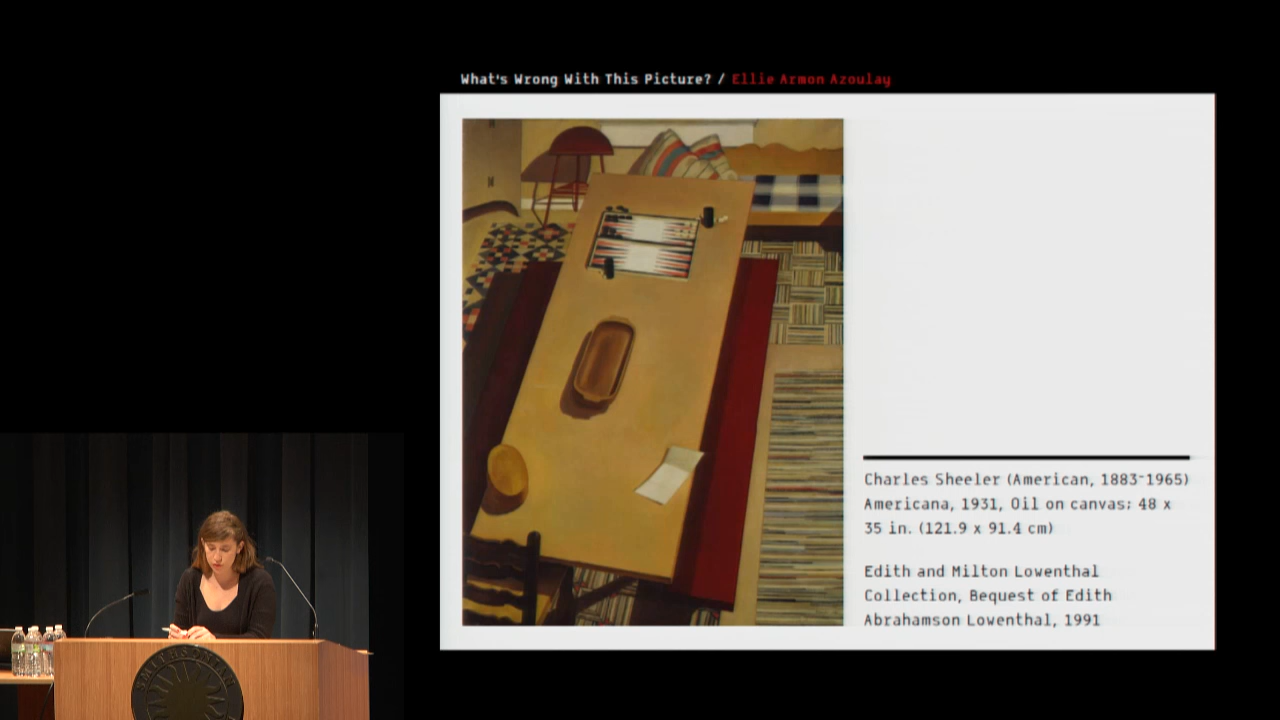 What's Wrong With This Picture? / Ellie Armon Azoulay
Charles Sheeler (American, 1883-1965)
Americana, 1931, Oil on canvas; 48 x
35 in. (121.9 x 91.4 cm)
Edith and Milton Lowenthal
Collection, Bequest of Edith
Abrahamson Lowenthal, 1991
SMITHSONIAN